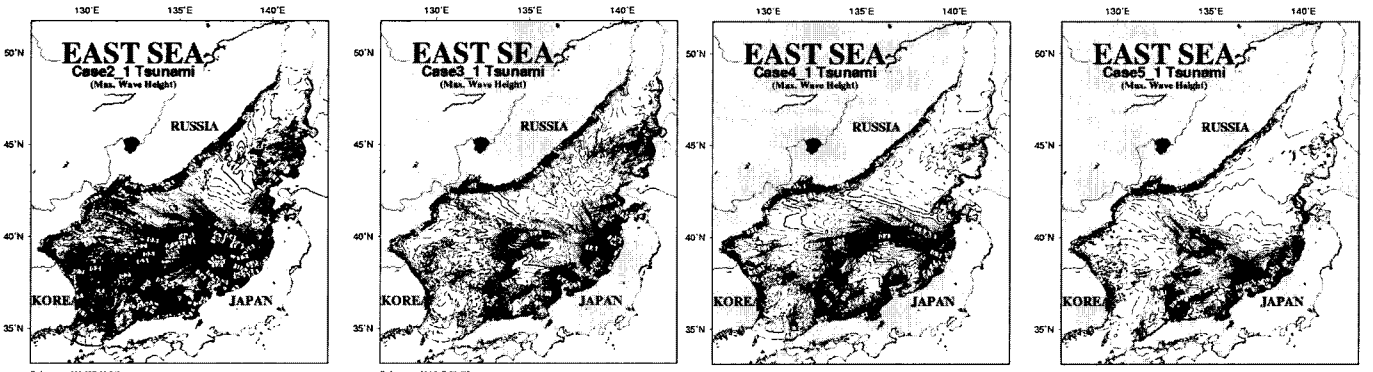 130°E 135°E 140°E
50°N
EAST SEA
Case2_1 Tsunami
(Max. Wave Height)
RUSSIA
45°N
40°N
KOREA
JAPAN
35°N
130°E 135°E 140°E
50°N
EAST SEA
Case3_1 Tsunami
(Max. Wave Height)
RUSSIA
45°N
40°N
KOREA
JAPAN
35°N
130°E 135°E 140°E
50°N
EAST SEA
Case4_1 Tsunami
(Max. Wave Height)
RUSSIA
45°N
40°N
KOREA
JAPAN
35°N
130°E 135°E 140°E
50°N
EAST SEA
Case5_1 Tsunami
(Max. Wave Height)
RUSSIA
45°N
40°N
KOREA
JAPAN
35°N